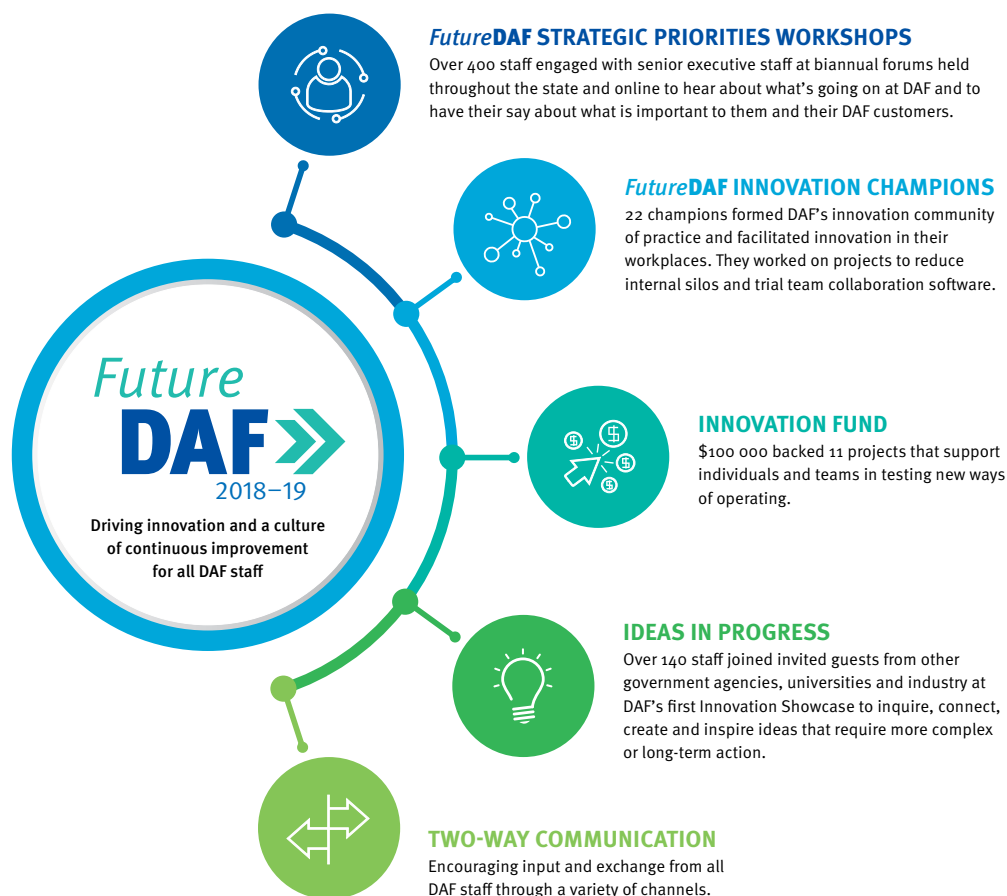 FutureDAF STRATEGIC PRIORITIES WORKSHOPS
Over 400 staff engaged with senior executive staff at biannual forums held
throughout the state and online to hear about what's going on at DAF and to
have their say about what is important to them and their DAF customers.
FutureDAF INNOVATION CHAMPIONS
22 champions formed DAF's innovation community
of practice and facilitated innovation in their
workplaces. They worked on projects to reduce
internal silos and trial team collaboration software.
Future
DAF
2018–19
Driving innovation and a culture
of continuous improvement
for all DAF staff
INNOVATION FUND
$100 000 backed 11 projects that support
individuals and teams in testing new ways
of operating.
IDEAS IN PROGRESS
Over 140 staff joined invited guests from other
government agencies, universities and industry at
DAF's first Innovation Showcase to inquire, connect,
create and inspire ideas that require more complex
or long-term action.
TWO-WAY COMMUNICATION
Encouraging input and exchange from all
DAF staff through a variety of channels.